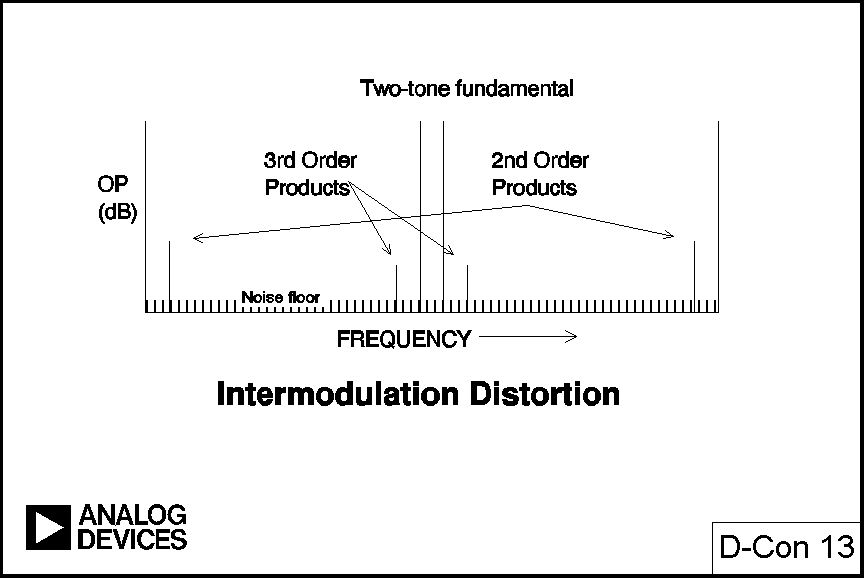 Two-tone fundamental
3rd Order
Products
2nd Order
Products
OP
(dB)
Noise floor
FREQUENCY
Intermodulation Distortion
ANALOG
DEVICES
D-Con 13